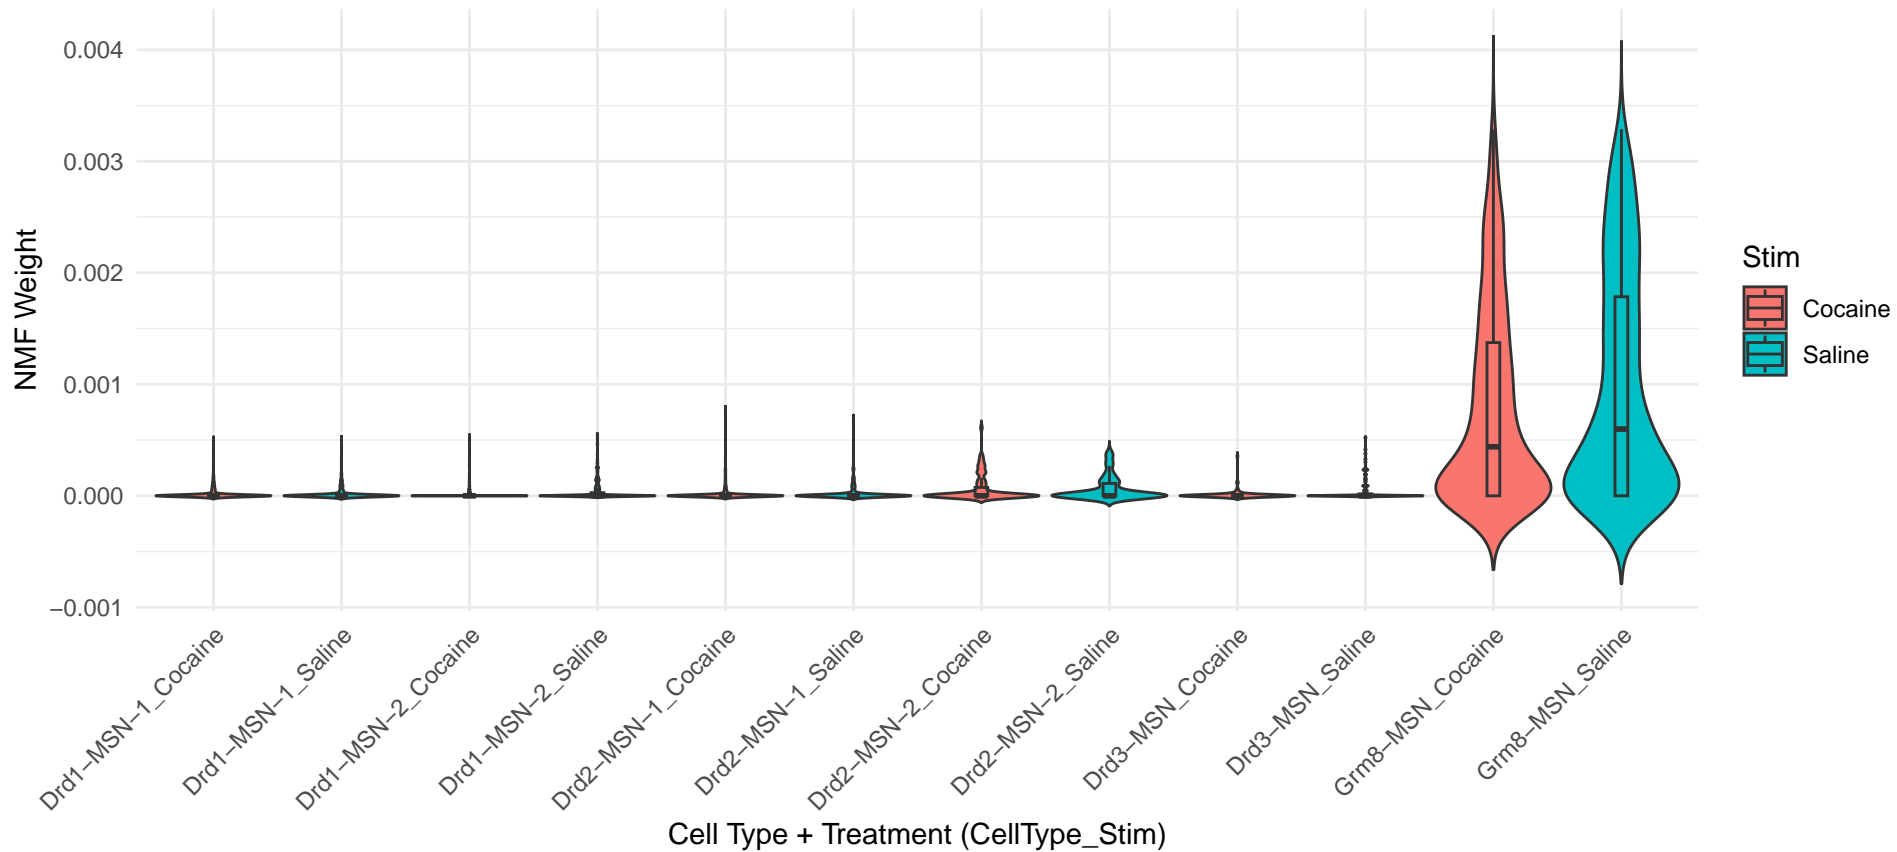 0.004
0.003
0.002
0.001
0.000
−0.001
NMF Weight
Drd1−MSN−1_Cocaine
Drd1−MSN−1_Saline
Drd1−MSN−2_Cocaine
Drd1−MSN−2_Saline
Drd2−MSN−1_Cocaine
Drd2−MSN−1_Saline
Drd2−MSN−2_Cocaine
Drd2−MSN−2_Saline
Drd3−MSN_Cocaine
Drd3−MSN_Saline
Grm8−MSN_Cocaine
Grm8−MSN_Saline
Cell Type + Treatment (CellType_Stim)
Stim
Cocaine
Saline